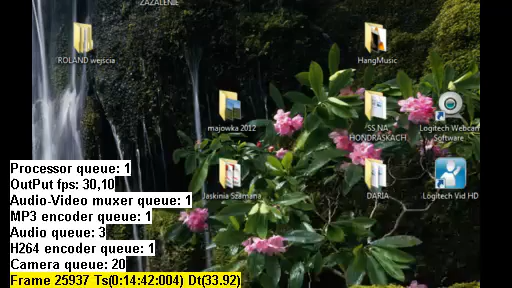 ZAZALENIE
ROLAND wejscia
HangMusic
majowka 2012
SS NA HONDRASKACH
Logitech Webcam Software
Jaskinia Szamana
DARIA
Logitech Vid HD
Processor queue: 1
OutPut fps: 30,10
Audio-Video muxer queue: 1
MP3 encoder queue: 1
Audio queue: 3
H264 encoder queue: 1
Camera queue: 20
Frame 25937 Ts(0:14:42:004) Dt(33.92)